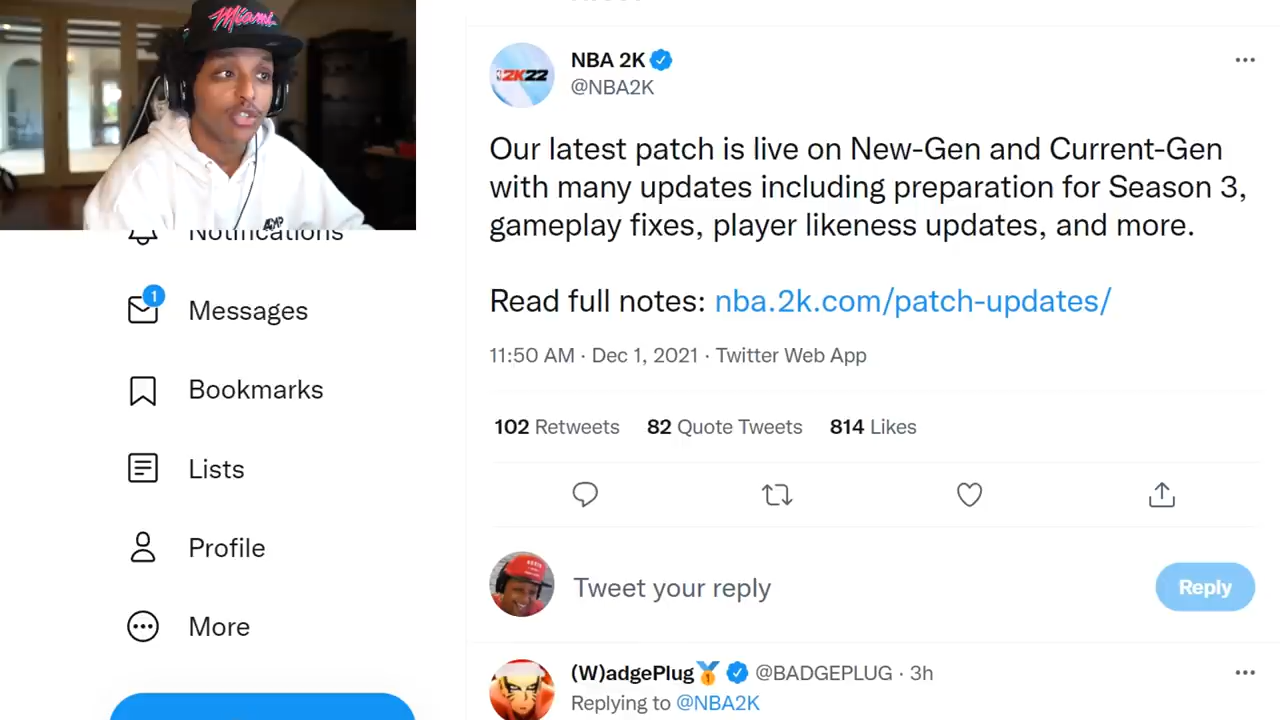 Miami
NBA 2K
2K22
@NBA2K
Our latest patch is live on New-Gen and Current-Gen
with many updates including preparation for Season 3,
gameplay fixes, player likeness updates, and more.
Read full notes: nba.2k.com/patch-updates/
11:50 AM · Dec 1, 2021 · Twitter Web App
102 Retweets 82 Quote Tweets 814 Likes
Tweet your reply
Reply
(W)adgePlug🏅 @BADGEPLUG · 3h
Replying to @NBA2K
Notifications
1
Messages
Bookmarks
Lists
Profile
More